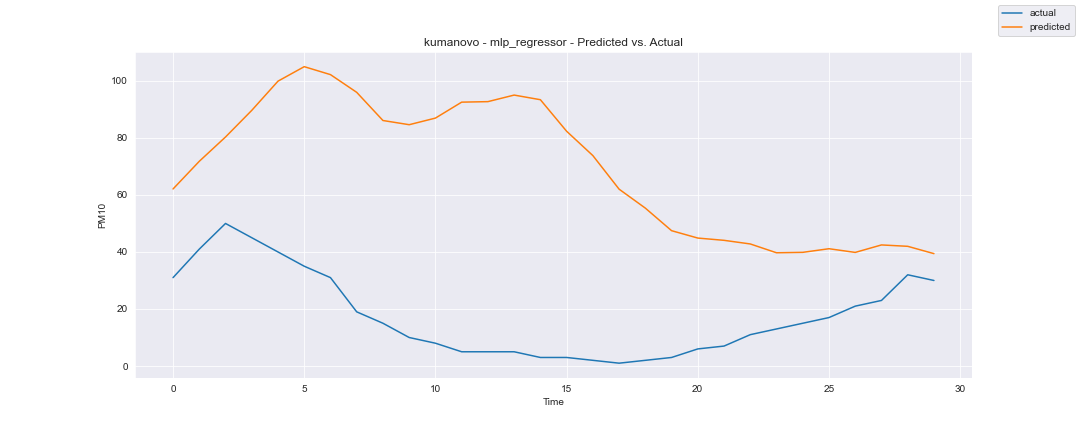 actual
predicted
kumanovo - mlp_regressor - Predicted vs. Actual
100
80
60
40
20
0
PM10
0 5 10 15 20 25 30
Time